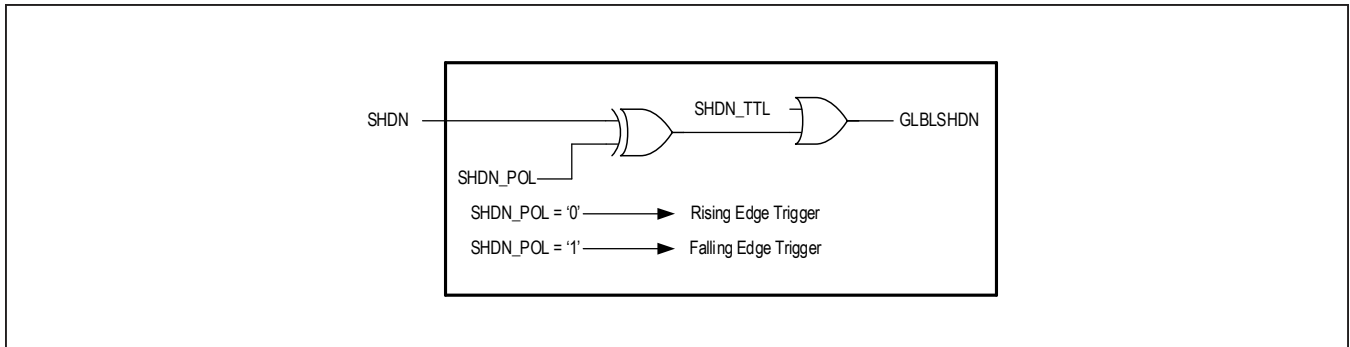 SHDN_TTL
SHDN
GLBLSHDN
SHDN_POL
SHDN_POL = ‘0’ Rising Edge Trigger
SHDN_POL = ‘1’ Falling Edge Trigger